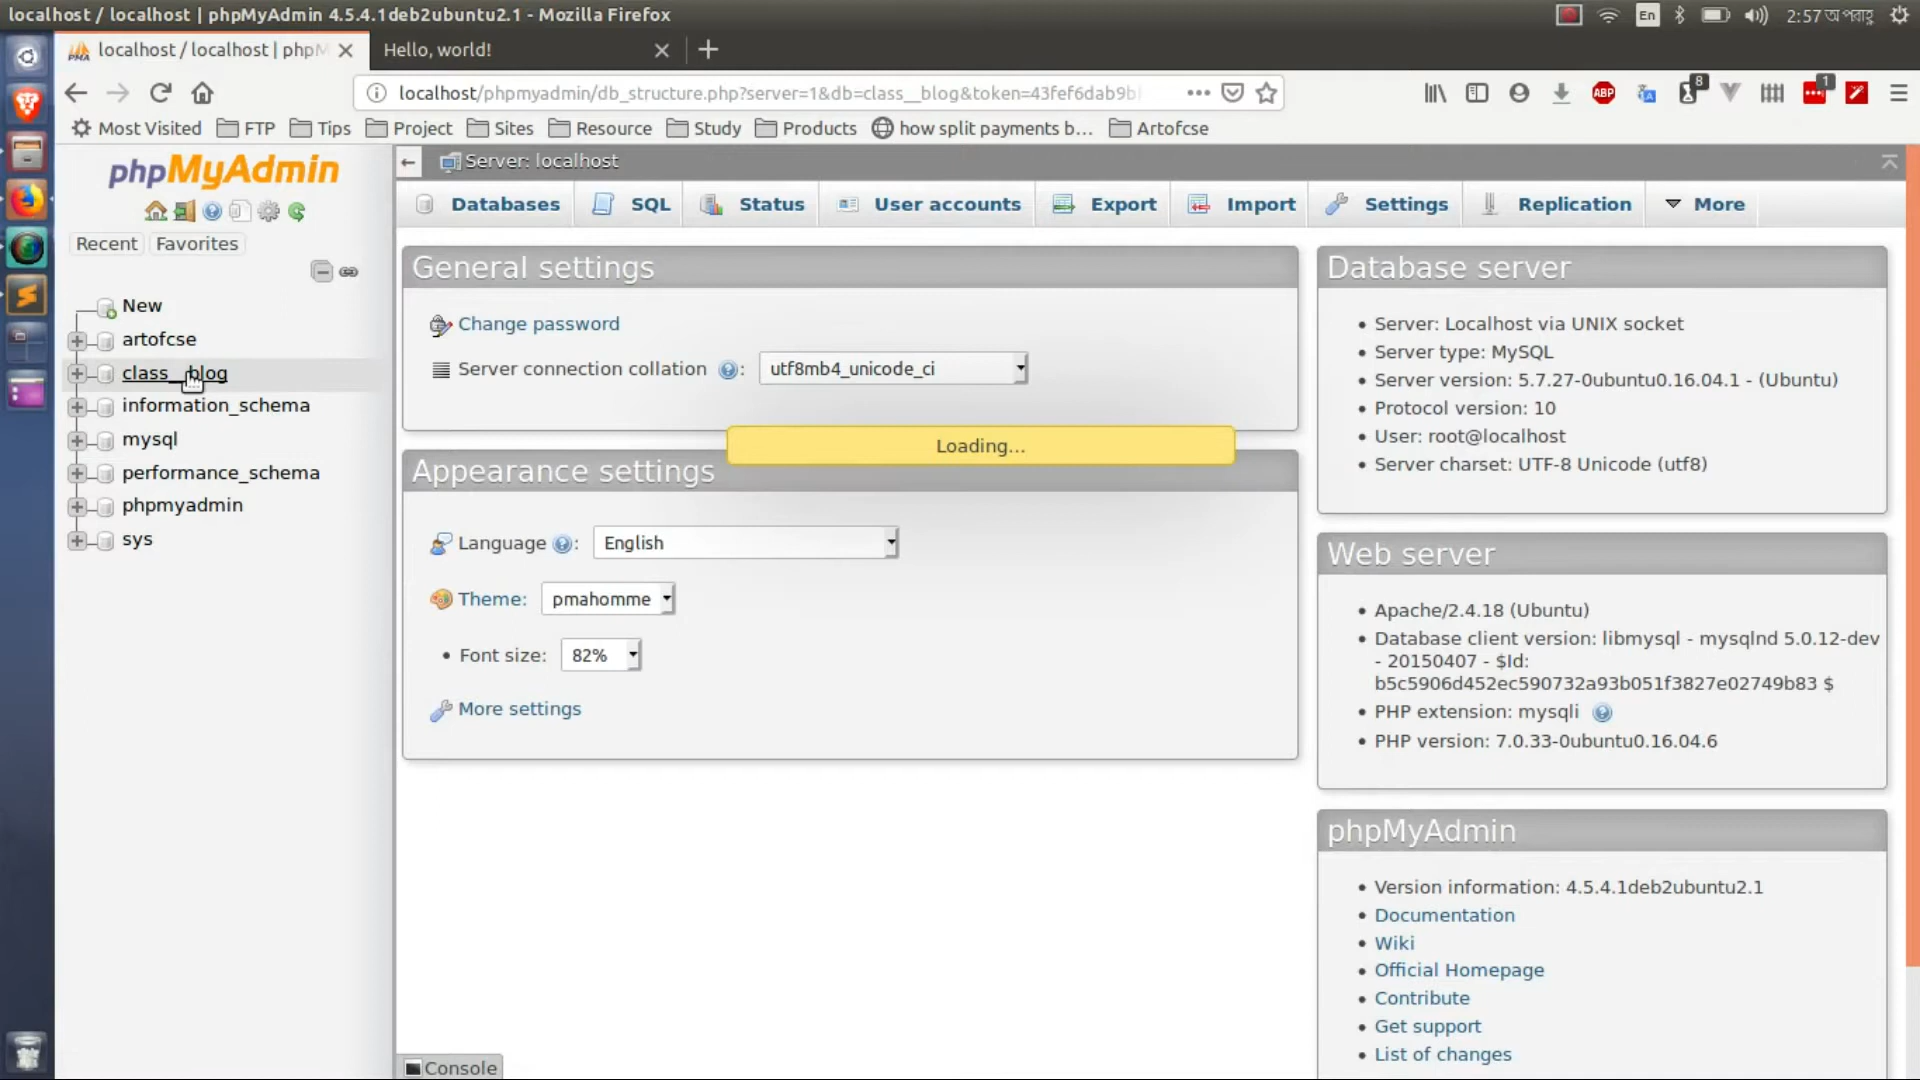 localhost / localhost | phpMyAdmin 4.5.4.1deb2ubuntu2.1 - Mozilla Firefox
En
2:57 অপরাহ্ণ
localhost / localhost | phpM
Hello, world!
localhost/phpmyadmin/db_structure.php?server=1&db=class__blog&token=43fef6dab9bf
8
ABP
1
Most Visited
FTP
Tips
Project
Sites
Resource
Study
Products
how split payments b...
Artofcse
phpMyAdmin
Recent
Favorites
New
artofcse
class__blog
information_schema
mysql
performance_schema
phpmyadmin
sys
Server: localhost
Databases
SQL
Status
User accounts
Export
Import
Settings
Replication
More
General settings
Change password
Server connection collation
:
utf8mb4_unicode_ci
Loading...
Appearance settings
Language
:
English
Theme:
pmahomme
• Font size:
82%
More settings
Database server
• Server: Localhost via UNIX socket
• Server type: MySQL
• Server version: 5.7.27-0ubuntu0.16.04.1 - (Ubuntu)
• Protocol version: 10
• User: root@localhost
• Server charset: UTF-8 Unicode (utf8)
Web server
• Apache/2.4.18 (Ubuntu)
• Database client version: libmysql - mysqlnd 5.0.12-dev
- 20150407 - $Id:
b5c5906d452ec590732a93b051f3827e02749b83 $
• PHP extension: mysqli
• PHP version: 7.0.33-0ubuntu0.16.04.6
phpMyAdmin
• Version information: 4.5.4.1deb2ubuntu2.1
• Documentation
• Wiki
• Official Homepage
• Contribute
• Get support
• List of changes
Console